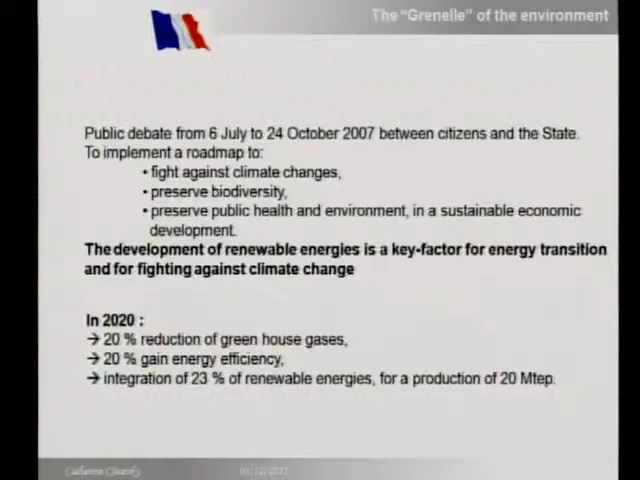 The "Grenelle" of the environment
Public debate from 6 July to 24 October 2007 between citizens and the State.
To implement a roadmap to:
• fight against climate changes,
• preserve biodiversity,
• preserve public health and environment, in a sustainable economic
development.
The development of renewable energies is a key-factor for energy transition
and for fighting against climate change
In 2020 :
→ 20 % reduction of green house gases,
→ 20 % gain energy efficiency,
→ integration of 23 % of renewable energies, for a production of 20 Mtep.
Catherine